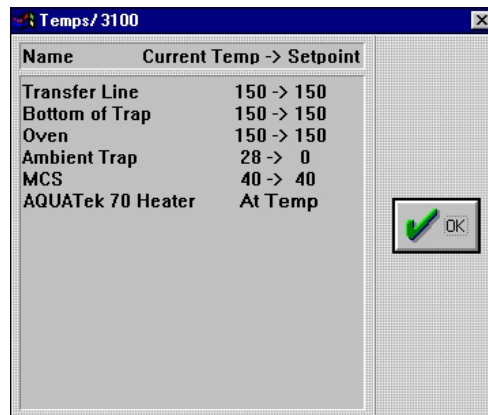 Temps/3100
Name Current Temp -> Setpoint
Transfer Line 150 -> 150
Bottom of Trap 150 -> 150
Oven 150 -> 150
Ambient Trap 28 -> 0
MCS 40 -> 40
AQUATek 70 Heater At Temp
OK